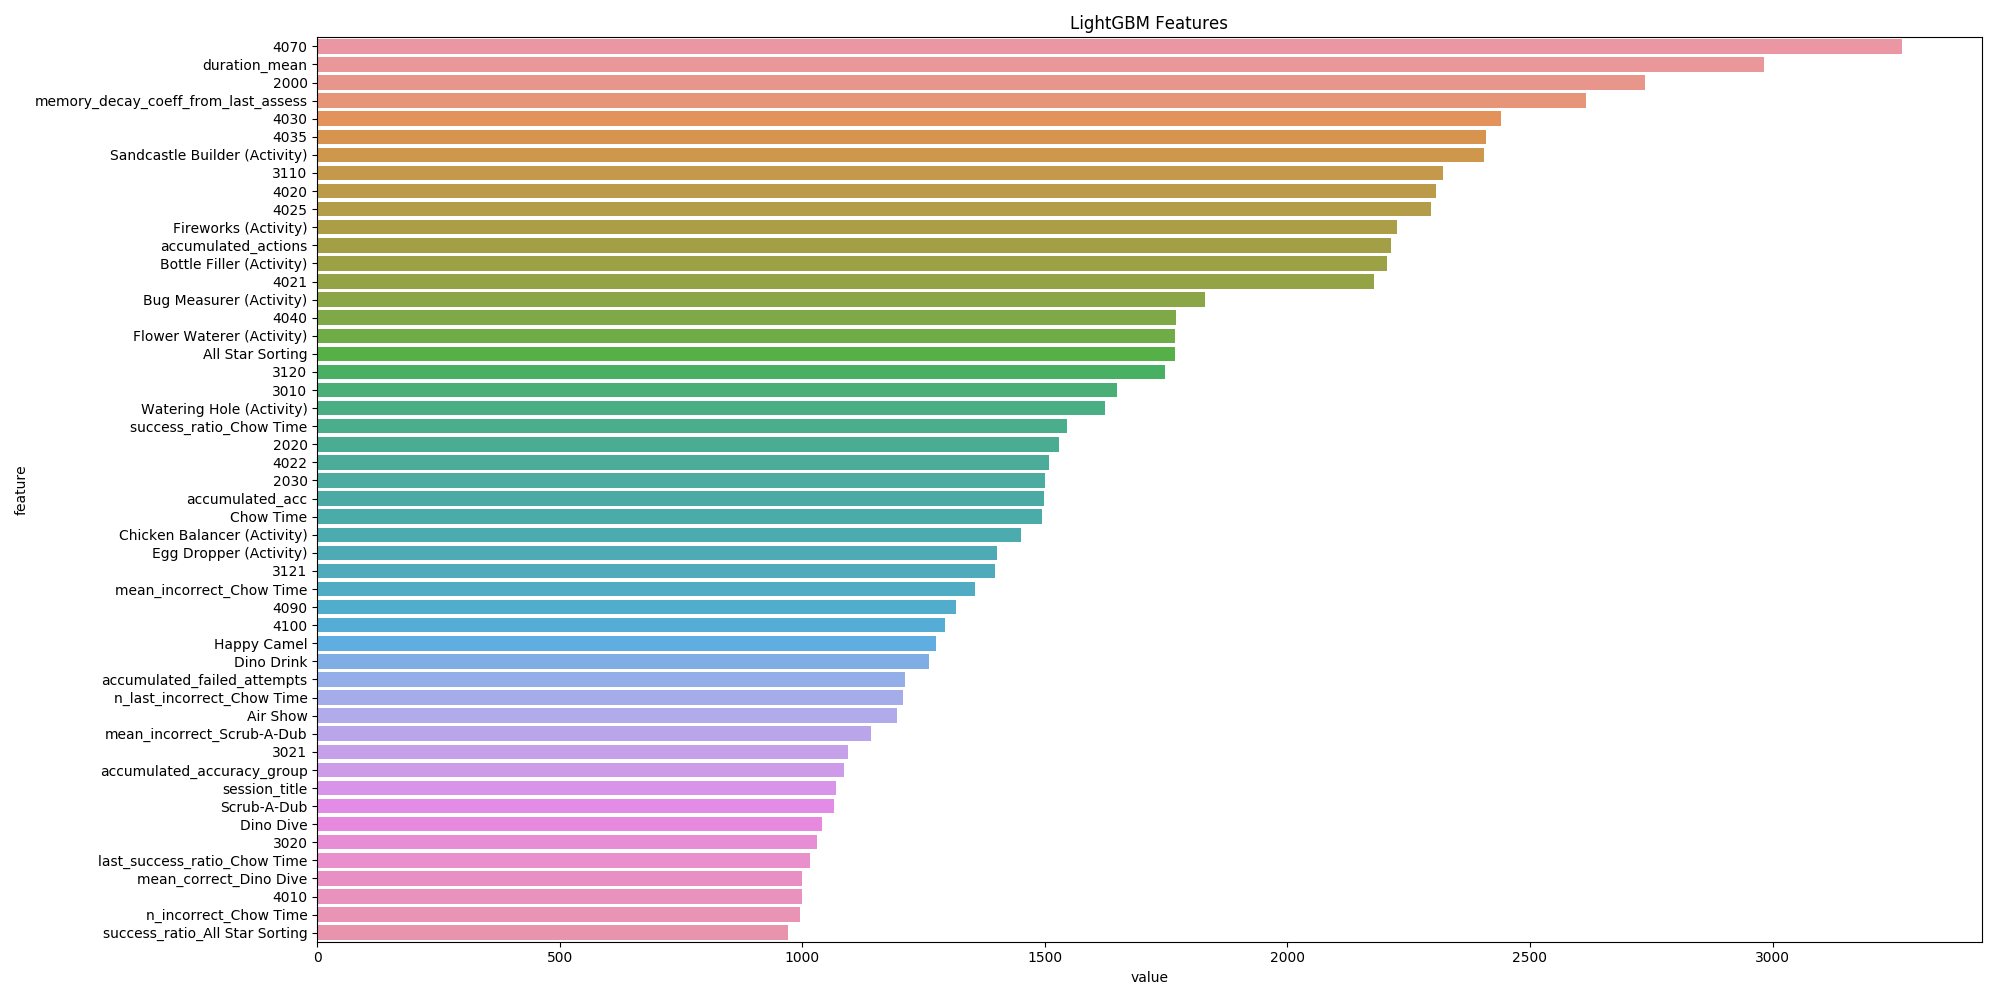 LightGBM Features
4070
duration_mean
2000
memory_decay_coeff_from_last_assess
4030
4035
Sandcastle Builder (Activity)
3110
4020
4025
Fireworks (Activity)
accumulated_actions
Bottle Filler (Activity)
4021
Bug Measurer (Activity)
4040
Flower Waterer (Activity)
All Star Sorting
3120
3010
Watering Hole (Activity)
success_ratio_Chow Time
2020
4022
2030
accumulated_acc
Chow Time
Chicken Balancer (Activity)
Egg Dropper (Activity)
3121
mean_incorrect_Chow Time
4090
4100
Happy Camel
Dino Drink
accumulated_failed_attempts
n_last_incorrect_Chow Time
Air Show
mean_incorrect_Scrub-A-Dub
3021
accumulated_accuracy_group
session_title
Scrub-A-Dub
Dino Dive
3020
last_success_ratio_Chow Time
mean_correct_Dino Dive
4010
n_incorrect_Chow Time
success_ratio_All Star Sorting
feature
0 500 1000 1500 2000 2500 3000
value